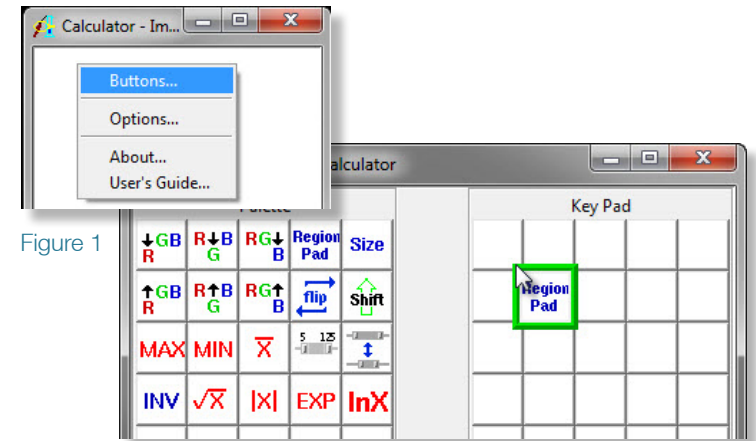 Calculator - Im...
Buttons...
Options...
About...
User's Guide...
Figure 1
alculator
Palette
Key Pad
↓GB
R
R↓B
G
RG↓
B
Region
Pad
Size
↑GB
R
R↑B
G
RG↑
B
flip
Shift
MAX
MIN
X̅
5 125
INV
√X
|X|
EXP
lnX
Region
Pad